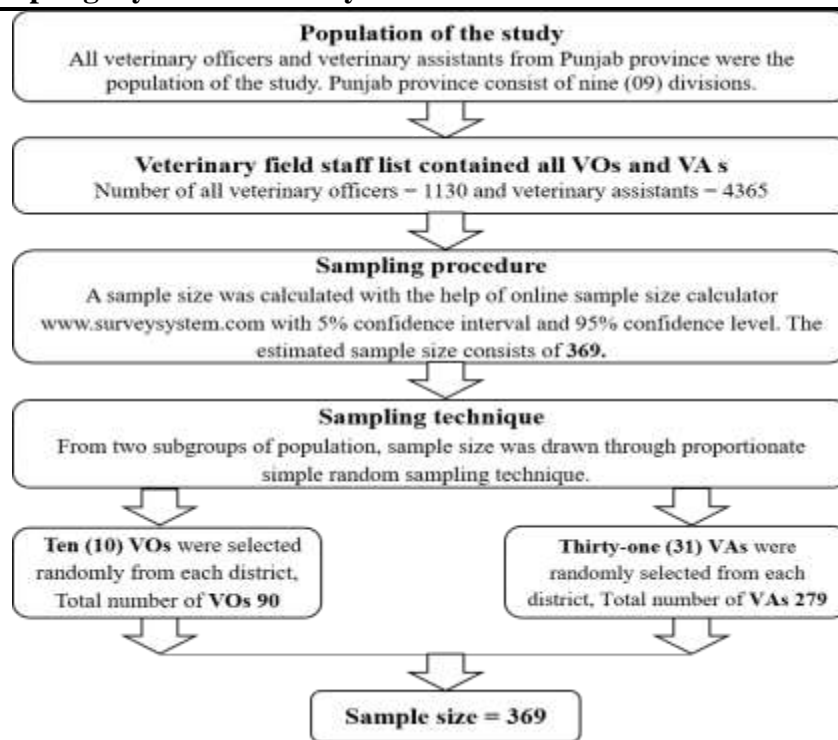 Population of the study
All veterinary officers and veterinary assistants from Punjab province were the
population of the study. Punjab province consist of nine (09) divisions.
Veterinary field staff list contained all VOs and VA s
Number of all veterinary officers = 1130 and veterinary assistants = 4365
Sampling procedure
A sample size was calculated with the help of online sample size calculator
www.surveysystem.com with 5% confidence interval and 95% confidence level. The
estimated sample size consists of 369.
Sampling technique
From two subgroups of population, sample size was drawn through proportionate
simple random sampling technique.
Ten (10) VOs were selected
randomly from each district,
Total number of VOs 90
Thirty-one (31) VAs were
randomly selected from each
district, Total number of VAs 279
Sample size = 369